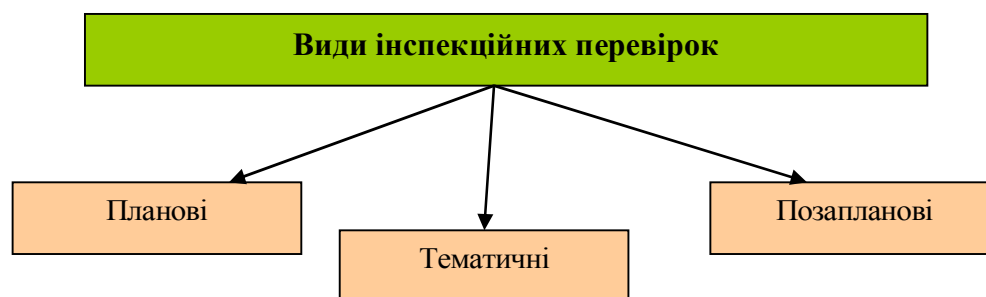 Види інспекційних перевірок
Планові
Тематичні
Позапланові